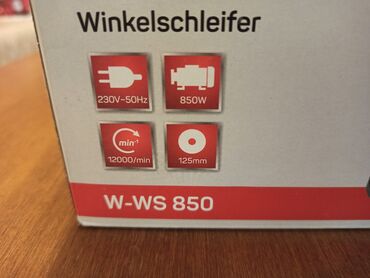 Winkelschleifer
230V~50Hz
850W
min⁻¹
12000/min
125mm
W-WS 850